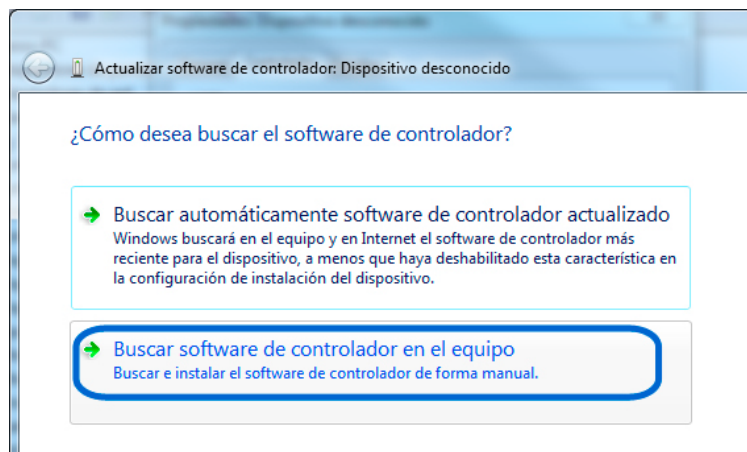 Actualizar software de controlador: Dispositivo desconocido
¿Cómo desea buscar el software de controlador?
Buscar automáticamente software de controlador actualizado
Windows buscará en el equipo y en Internet el software de controlador más
reciente para el dispositivo, a menos que haya deshabilitado esta característica en
la configuración de instalación del dispositivo.
Buscar software de controlador en el equipo
Buscar e instalar el software de controlador de forma manual.